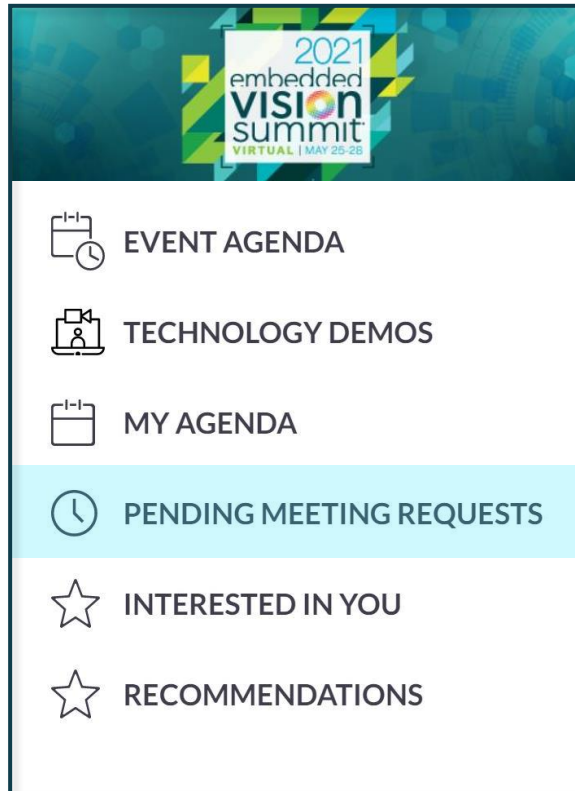 2021
embedded
VISION
summit
VIRTUAL | MAY 25-28
EVENT AGENDA
TECHNOLOGY DEMOS
MY AGENDA
PENDING MEETING REQUESTS
INTERESTED IN YOU
RECOMMENDATIONS